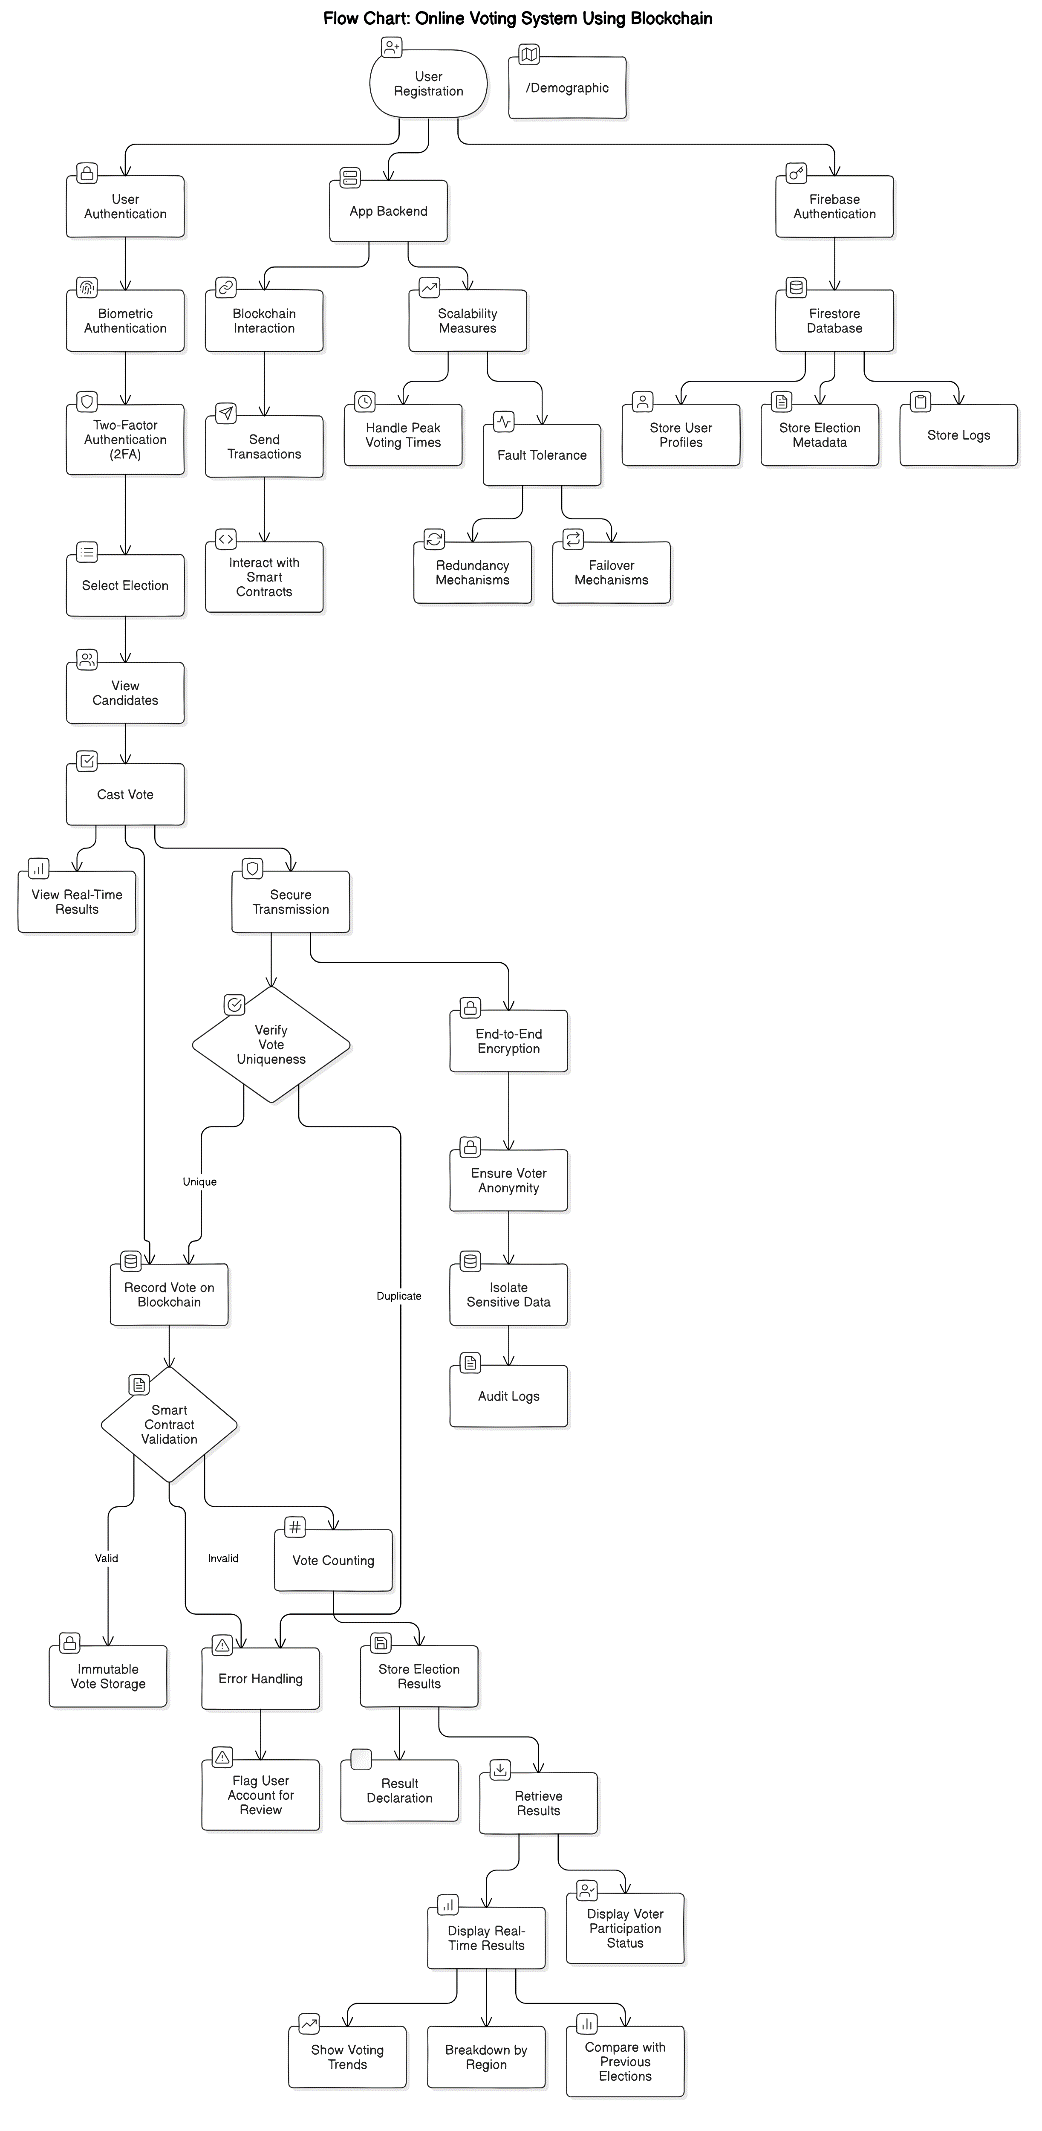 Flow Chart: Online Voting System Using Blockchain
User
Registration
/Demographic
User
Authentication
App Backend
Firebase
Authentication
Biometric
Authentication
Blockchain
Interaction
Scalability
Measures
Firestore
Database
Two-Factor
Authentication
(2FA)
Send
Transactions
Handle Peak
Voting Times
Fault Tolerance
Store User
Profiles
Store Election
Metadata
Store Logs
Select Election
Interact with
Smart
Contracts
Redundancy
Mechanisms
Failover
Mechanisms
View
Candidates
Cast Vote
View Real-Time
Results
Secure
Transmission
Verify
Vote
Uniqueness
End-to-End
Encryption
Ensure Voter
Anonymity
Unique
Record Vote on
Blockchain
Duplicate
Isolate
Sensitive Data
Smart
Contract
Validation
Audit Logs
Valid
Invalid
Vote Counting
Immutable
Vote Storage
Error Handling
Store Election
Results
Flag User
Account for
Review
Result
Declaration
Retrieve
Results
Display Real-
Time Results
Display Voter
Participation
Status
Show Voting
Trends
Breakdown by
Region
Compare with
Previous
Elections